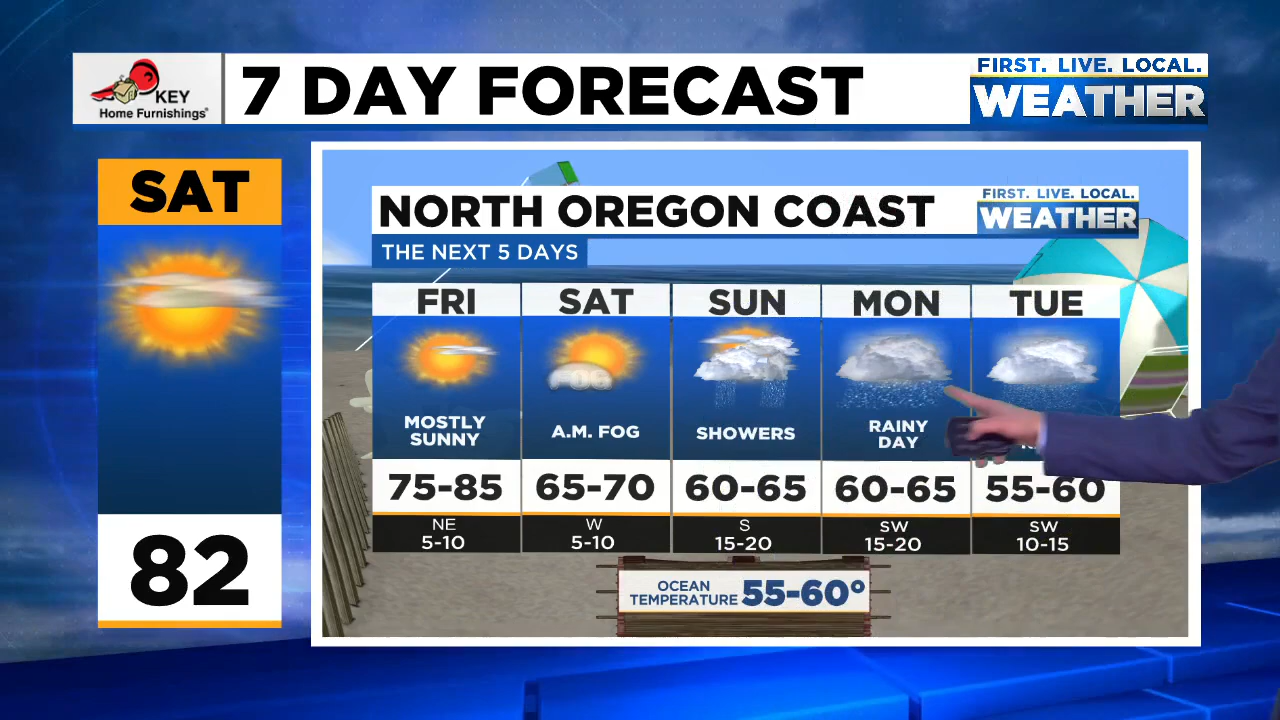 KEY
Home Furnishings
7 DAY FORECAST
FIRST. LIVE. LOCAL.
WEATHER
SAT
82
NORTH OREGON COAST
FIRST. LIVE. LOCAL.
WEATHER
THE NEXT 5 DAYS
FRI
SAT
SUN
MON
TUE
FOG
MOSTLY
SUNNY
A.M. FOG
SHOWERS
RAINY
DAY
75-85
65-70
60-65
60-65
55-60
NE
W
S
SW
SW
5-10
5-10
15-20
15-20
10-15
OCEAN
TEMPERATURE
55-60°